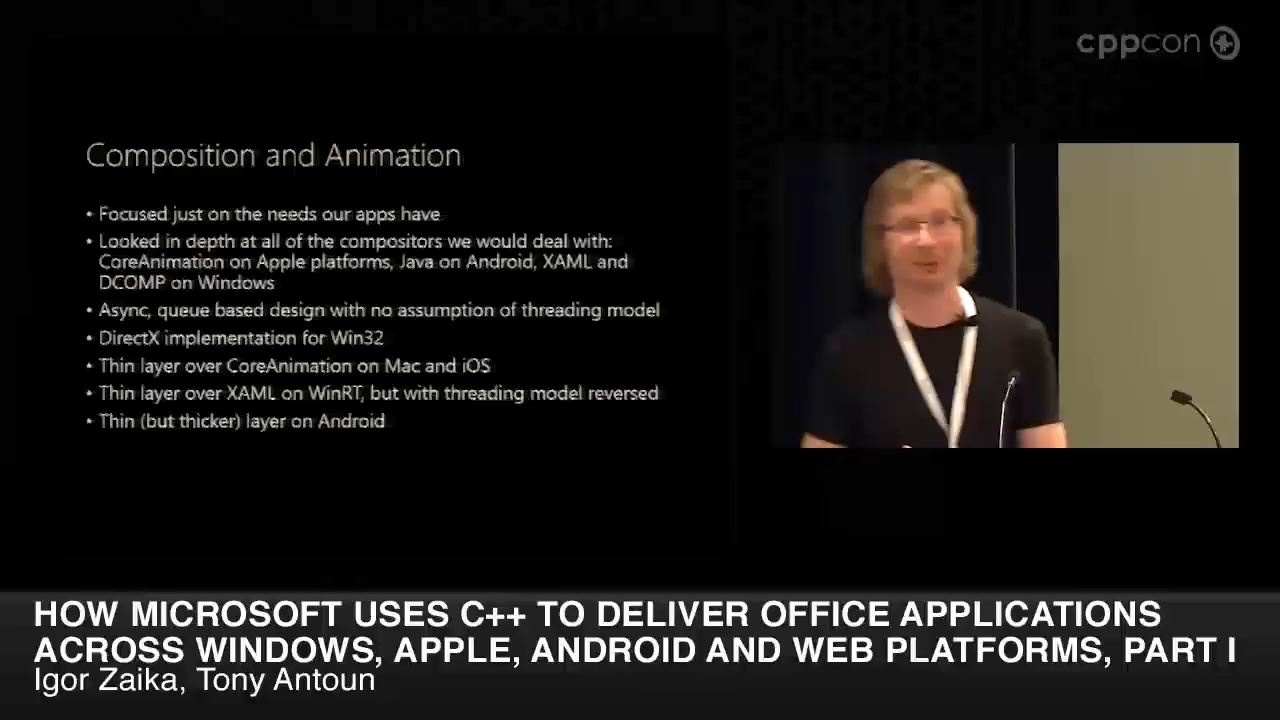 cppcon
Composition and Animation
• Focused just on the needs our apps have
• Looked in depth at all of the compositors we would deal with:
CoreAnimation on Apple platforms, Java on Android, XAML and
DCOMP on Windows
• Async, queue based design with no assumption of threading model
• DirectX implementation for Win32
• Thin layer over CoreAnimation on Mac and iOS
• Thin layer over XAML on WinRT, but with threading model reversed
• Thin (but thicker) layer on Android
HOW MICROSOFT USES C++ TO DELIVER OFFICE APPLICATIONS
ACROSS WINDOWS, APPLE, ANDROID AND WEB PLATFORMS, PART I
Igor Zaika, Tony Antoun